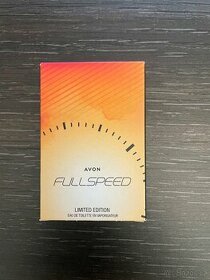 AVON
FULLSPEED
LIMITED EDITION
EAU DE TOILETTE EN VAPORISATEUR